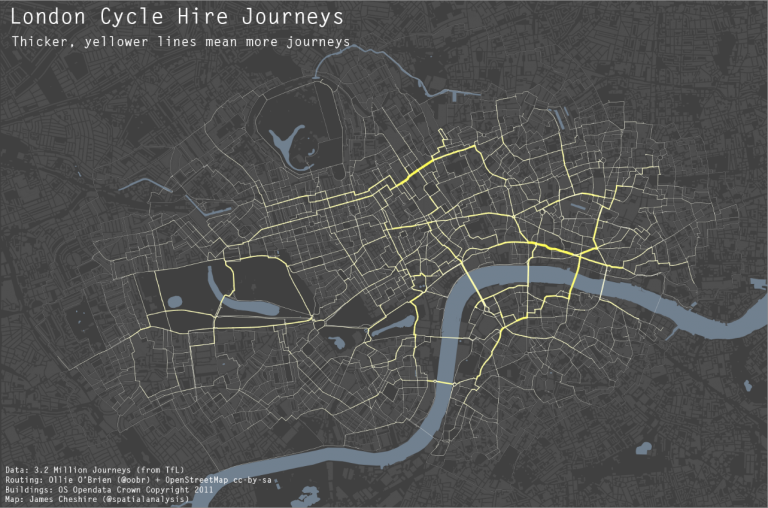 London Cycle Hire Journeys
Thicker, yellower lines mean more journeys
Data: 3.2 Million Journeys (from TfL)
Routing: Ollie O'Brien (@oobr) + OpenStreetMap cc-by-sa
Buildings: OS Opendata Crown Copyright 2011
Map: James Cheshire (@spatialanalysis)